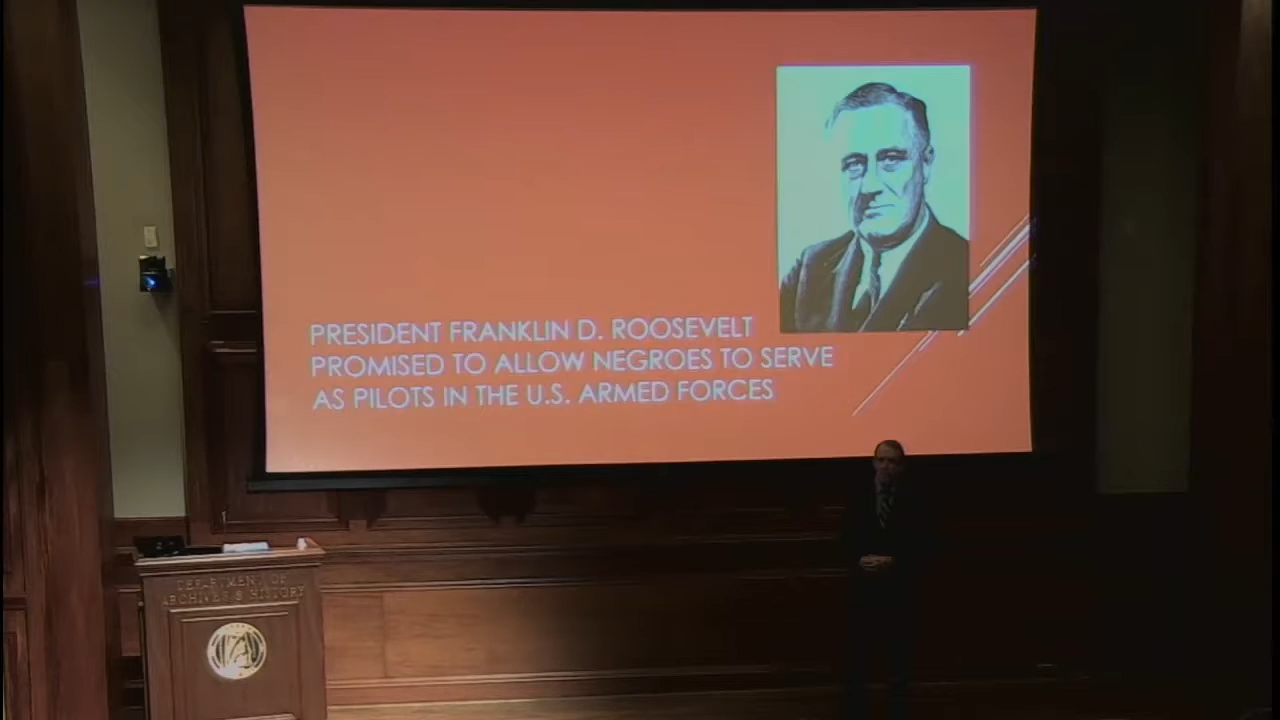 PRESIDENT FRANKLIN D. ROOSEVELT
PROMISED TO ALLOW NEGROES TO SERVE
AS PILOTS IN THE U.S. ARMED FORCES
DEPARTMENT OF
ARCHIVES & HISTORY